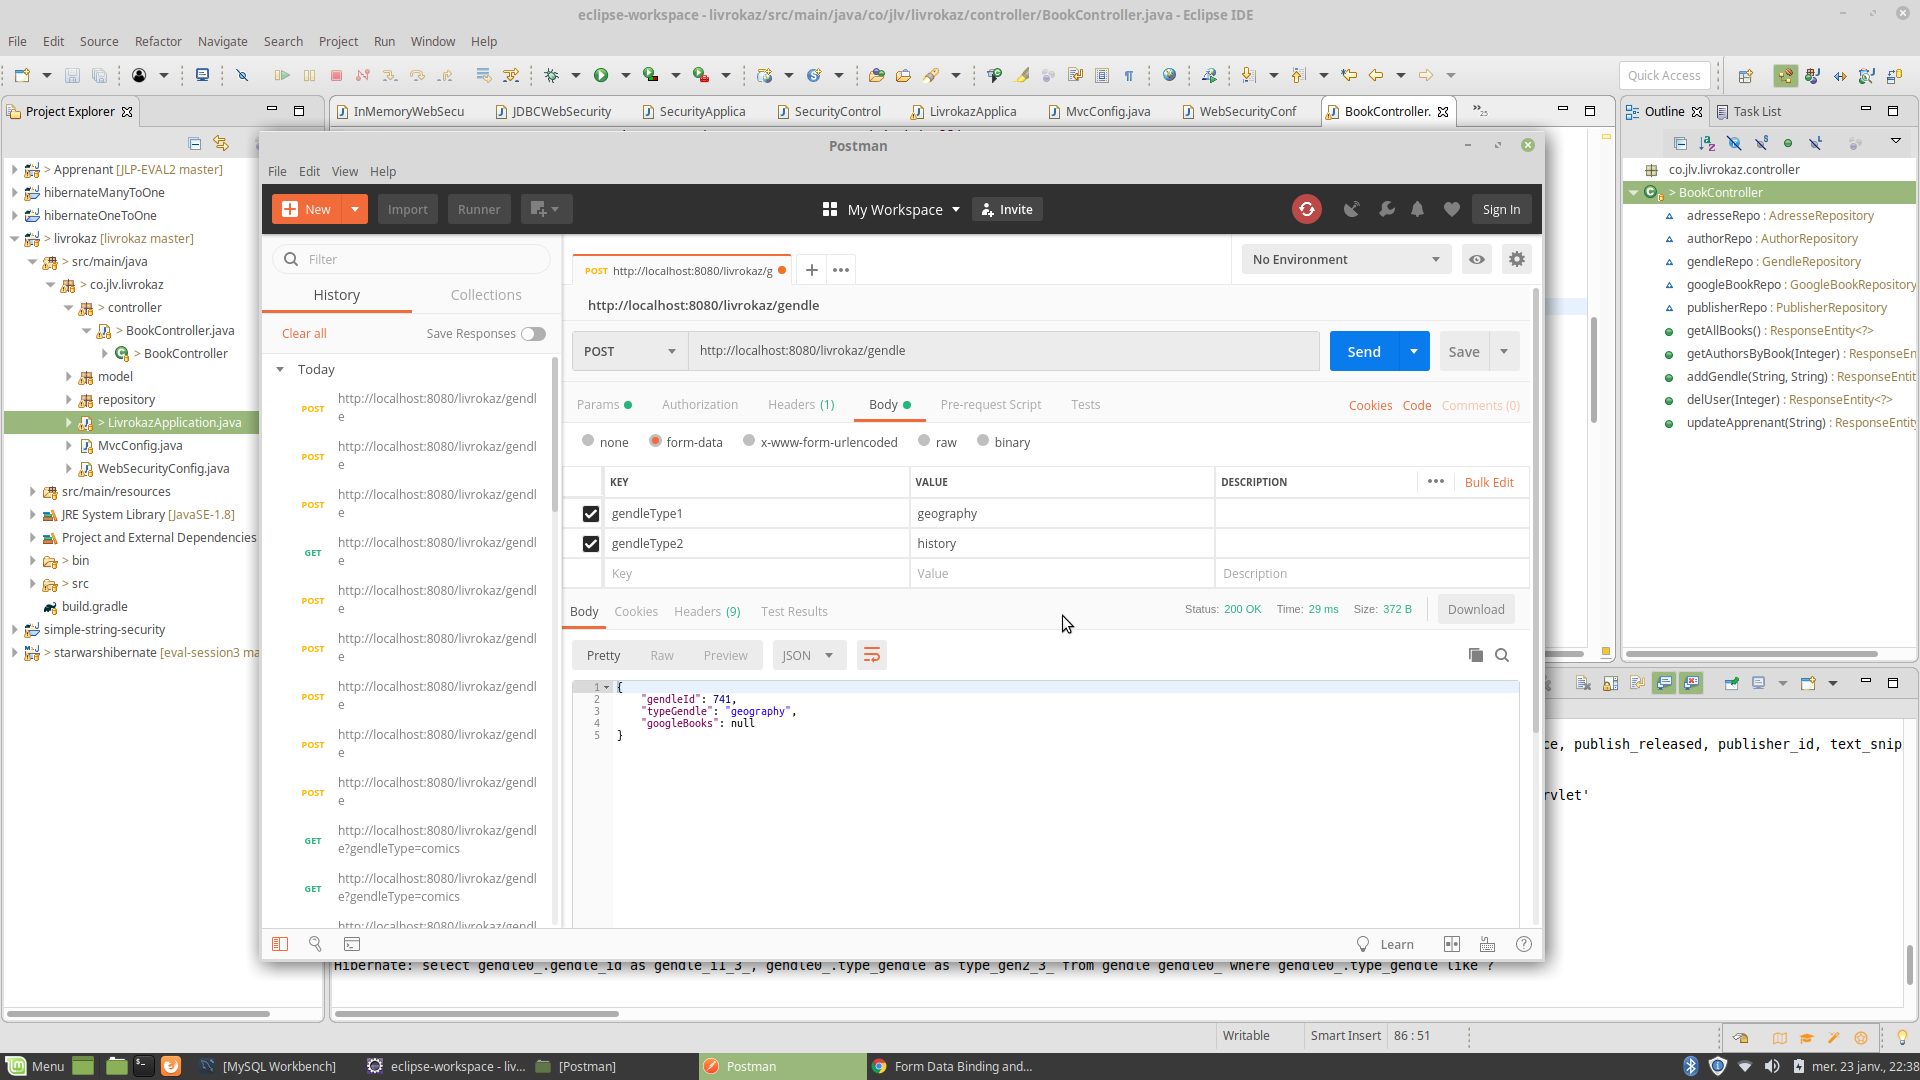 eclipse-workspace - livrokaz/src/main/java/co/jlv/livrokaz/controller/BookController.java - Eclipse IDE
File Edit Source Refactor Navigate Search Project Run Window Help
Quick Access
Project Explorer
InMemoryWebSecu JDBCWebSecurity SecurityApplica SecurityControl LivrokazApplica MvcConfig.java WebSecurityConf BookController. »25
Outline Task List
> Apprenant [JLP-EVAL2 master]
hibernateManyToOne
hibernateOneToOne
> livrokaz [livrokaz master]
> src/main/java
> co.jlv.livrokaz
> controller
> BookController.java
> BookController
model
repository
> LivrokazApplication.java
MvcConfig.java
WebSecurityConfig.java
> src/main/resources
JRE System Library [JavaSE-1.8]
Project and External Dependencies
> bin
> src
build.gradle
simple-string-security
> starwarshibernate [eval-session3 ma
Postman
File Edit View Help
New Import Runner My Workspace Invite Sign In
Filter
History Collections
Clear all Save Responses
Today
POST http://localhost:8080/livrokaz/gendl
e
POST http://localhost:8080/livrokaz/gendl
e
POST http://localhost:8080/livrokaz/gendl
e
GET http://localhost:8080/livrokaz/gendl
e
POST http://localhost:8080/livrokaz/gendl
e
POST http://localhost:8080/livrokaz/gendl
e
POST http://localhost:8080/livrokaz/gendl
e
POST http://localhost:8080/livrokaz/gendl
e
POST http://localhost:8080/livrokaz/gendl
e
GET http://localhost:8080/livrokaz/gendl
e?gendleType=comics
GET http://localhost:8080/livrokaz/gendl
e?gendleType=comics
http://localhost:8080/livrokaz/gendl
POST http://localhost:8080/livrokaz/g
No Environment
http://localhost:8080/livrokaz/gendle
POST http://localhost:8080/livrokaz/gendle Send Save
Params Authorization Headers (1) Body Pre-request Script Tests Cookies Code Comments (0)
none form-data x-www-form-urlencoded raw binary
KEY VALUE DESCRIPTION Bulk Edit
gendleType1 geography
gendleType2 history
Key Value Description
Body Cookies Headers (9) Test Results Status: 200 OK Time: 29 ms Size: 372 B Download
Pretty Raw Preview JSON
1 {
2 "gendleId": 741,
3 "typeGendle": "geography",
4 "googleBooks": null
5 }
Learn
co.jlv.livrokaz.controller
> BookController
adresseRepo : AdresseRepository
authorRepo : AuthorRepository
gendleRepo : GendleRepository
googleBookRepo : GoogleBookRepository
publisherRepo : PublisherRepository
getAllBooks() : ResponseEntity<?>
getAuthorsByBook(Integer) : ResponseEn
addGendle(String, String) : ResponseEntit
delUser(Integer) : ResponseEntity<?>
updateApprenant(String) : ResponseEntity
ce, publish_released, publisher_id, text_snip
rvlet'
Hibernate: select gendle0_.gendle_id as gendle_i1_3_, gendle0_.type_gendle as type_gen2_3_ from gendle gendle0_ where gendle0_.type_gendle like ?
Writable Smart Insert 86 : 51
Menu [MySQL Workbench] eclipse-workspace - liv... [Postman] Postman Form Data Binding and... mer. 23 janv., 22:38